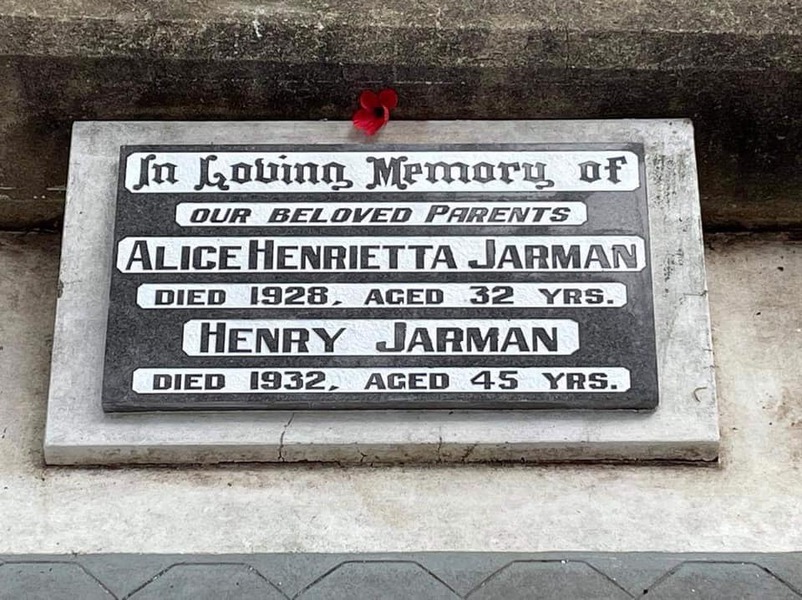 In Loving Memory of
OUR BELOVED PARENTS
ALICE HENRIETTA JARMAN
DIED 1928, AGED 32 YRS.
HENRY JARMAN
DIED 1932, AGED 45 YRS.